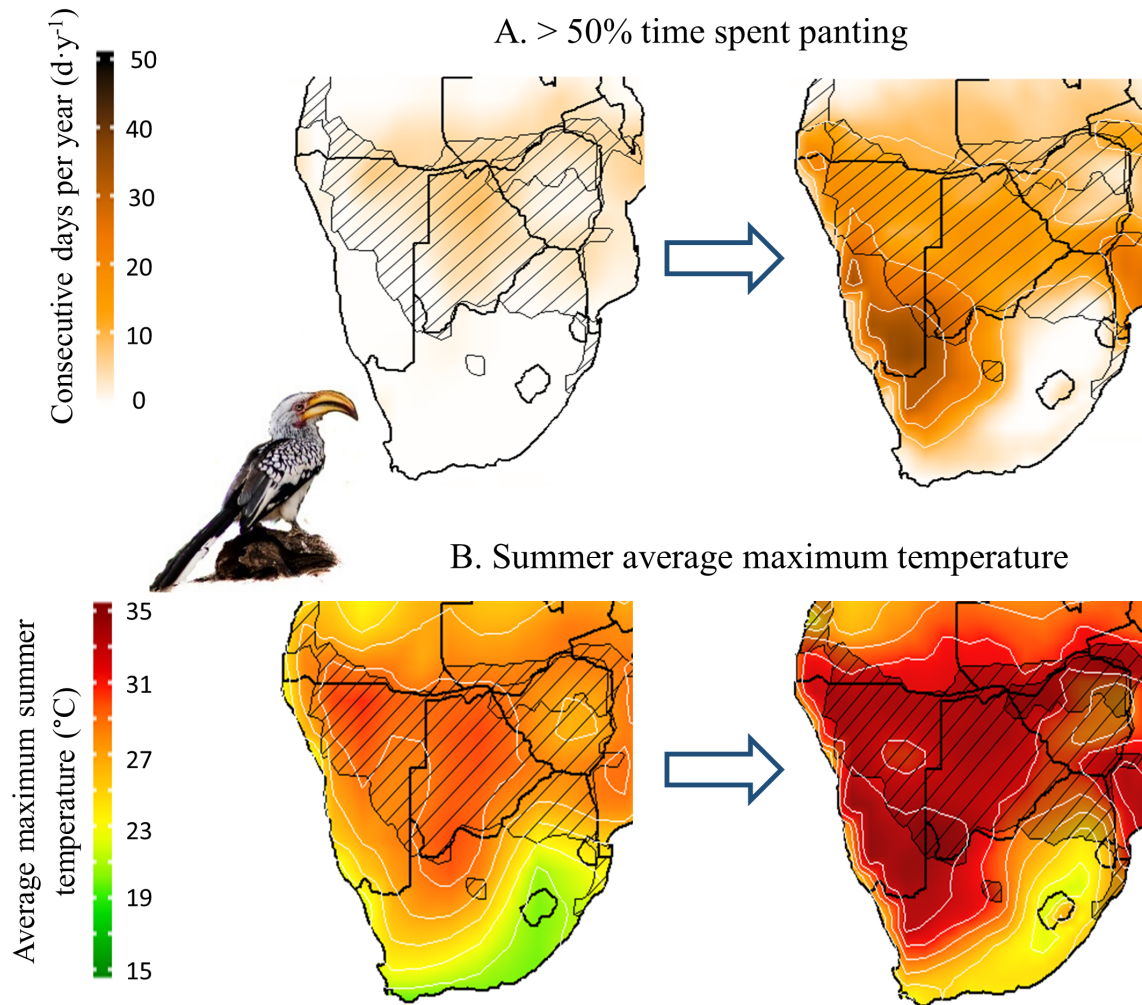 A. > 50% time spent panting
Consecutive days per year (d·y⁻¹)
50
40
30
20
10
0
B. Summer average maximum temperature
Average maximum summer
temperature (°C)
35
31
27
23
19
15